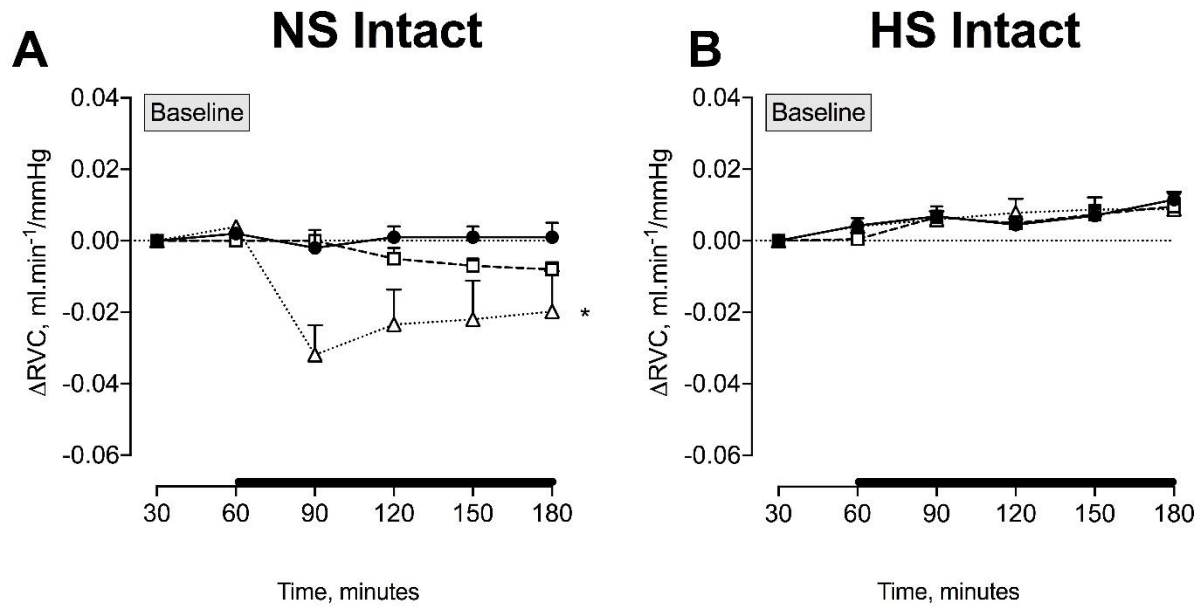 A
NS Intact
Baseline
0.04
0.02
0.00
-0.02
-0.04
-0.06
ΔRVC, ml.min⁻¹/mmHg
*
30 60 90 120 150 180
Time, minutes
B
HS Intact
Baseline
0.04
0.02
0.00
-0.02
-0.04
-0.06
ΔRVC, ml.min⁻¹/mmHg
30 60 90 120 150 180
Time, minutes